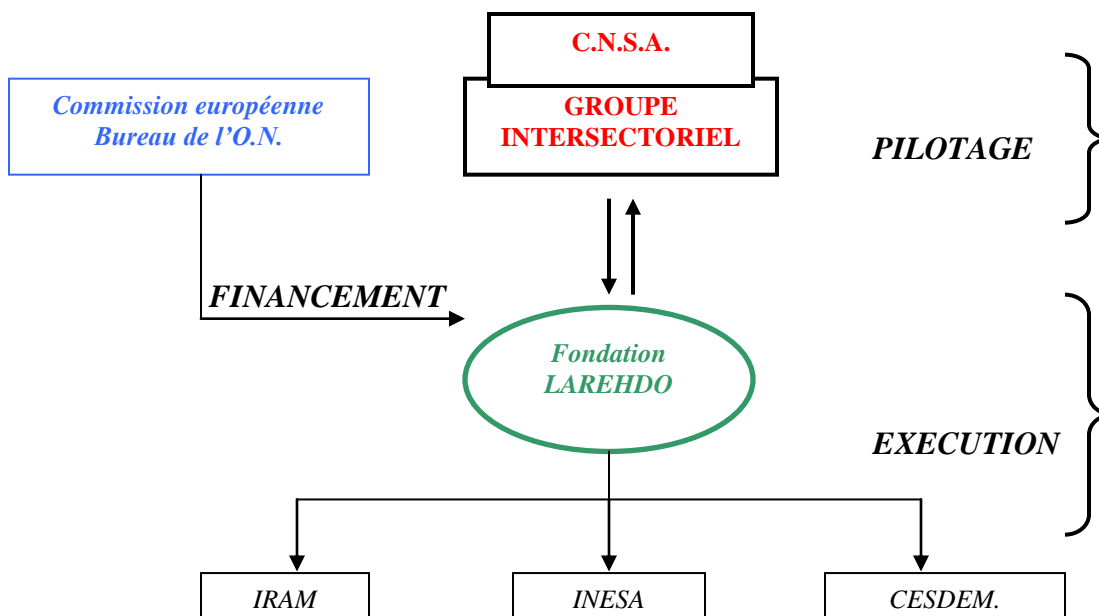 C.N.S.A.
Commission européenne
Bureau de l’O.N.
GROUPE
INTERSECTORIEL
PILOTAGE
FINANCEMENT
Fondation
LAREHDO
EXECUTION
IRAM
INESA
CESDEM.